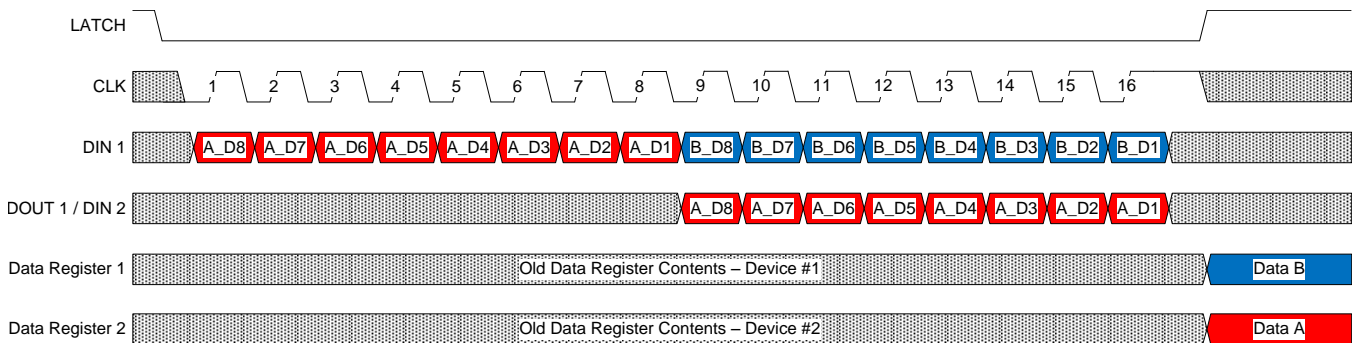 LATCH
CLK 1 2 3 4 5 6 7 8 9 10 11 12 13 14 15 16
DIN 1 A_D8 A_D7 A_D6 A_D5 A_D4 A_D3 A_D2 A_D1 B_D8 B_D7 B_D6 B_D5 B_D4 B_D3 B_D2 B_D1
DOUT 1 / DIN 2 A_D8 A_D7 A_D6 A_D5 A_D4 A_D3 A_D2 A_D1
Data Register 1 Old Data Register Contents – Device #1 Data B
Data Register 2 Old Data Register Contents – Device #2 Data A